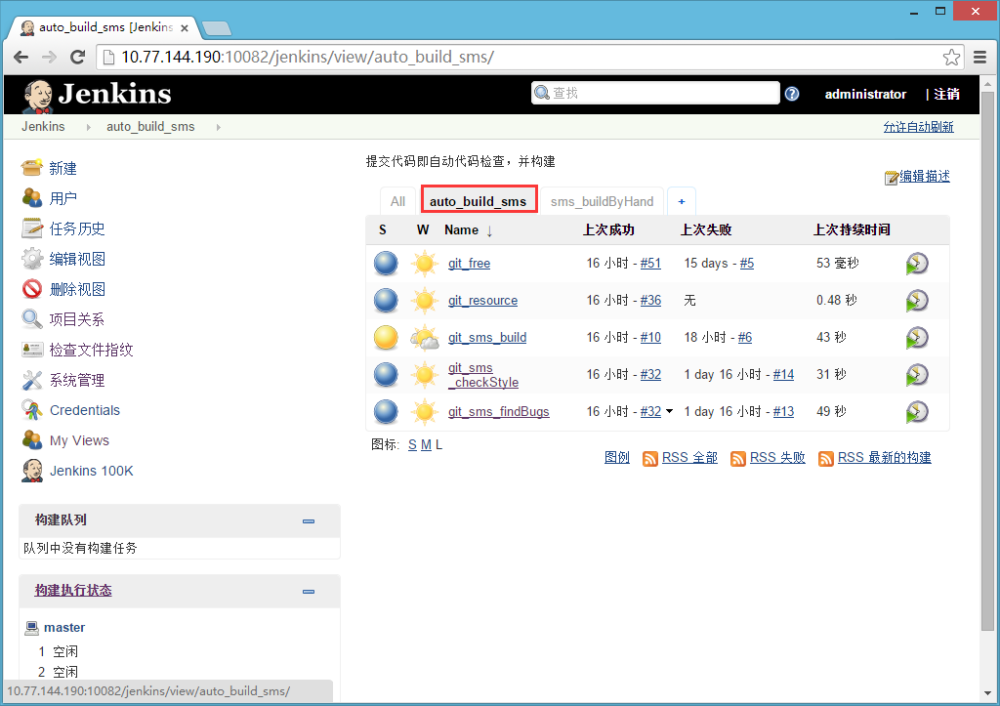 auto_build_sms [Jenkins
10.77.144.190:10082/jenkins/view/auto_build_sms/
Jenkins
查找
administrator | 注销
Jenkins auto_build_sms
允许自动刷新
新建
用户
任务历史
编辑视图
删除视图
项目关系
检查文件指纹
系统管理
Credentials
My Views
Jenkins 100K
构建队列
队列中没有构建任务
构建执行状态
master
1 空闲
2 空闲
提交代码即自动代码检查，并构建
编辑描述
All auto_build_sms sms_buildByHand +
S W Name ↓ 上次成功 上次失败 上次持续时间
git_free 16 小时 - #51 15 days - #5 53 毫秒
git_resource 16 小时 - #36 无 0.48 秒
git_sms_build 16 小时 - #10 18 小时 - #6 43 秒
git_sms
_checkStyle 16 小时 - #32 1 day 16 小时 - #14 31 秒
git_sms_findBugs 16 小时 - #32 1 day 16 小时 - #13 49 秒
图标: S M L
图例 RSS 全部 RSS 失败 RSS 最新的构建
10.77.144.190:10082/jenkins/view/auto_build_sms/